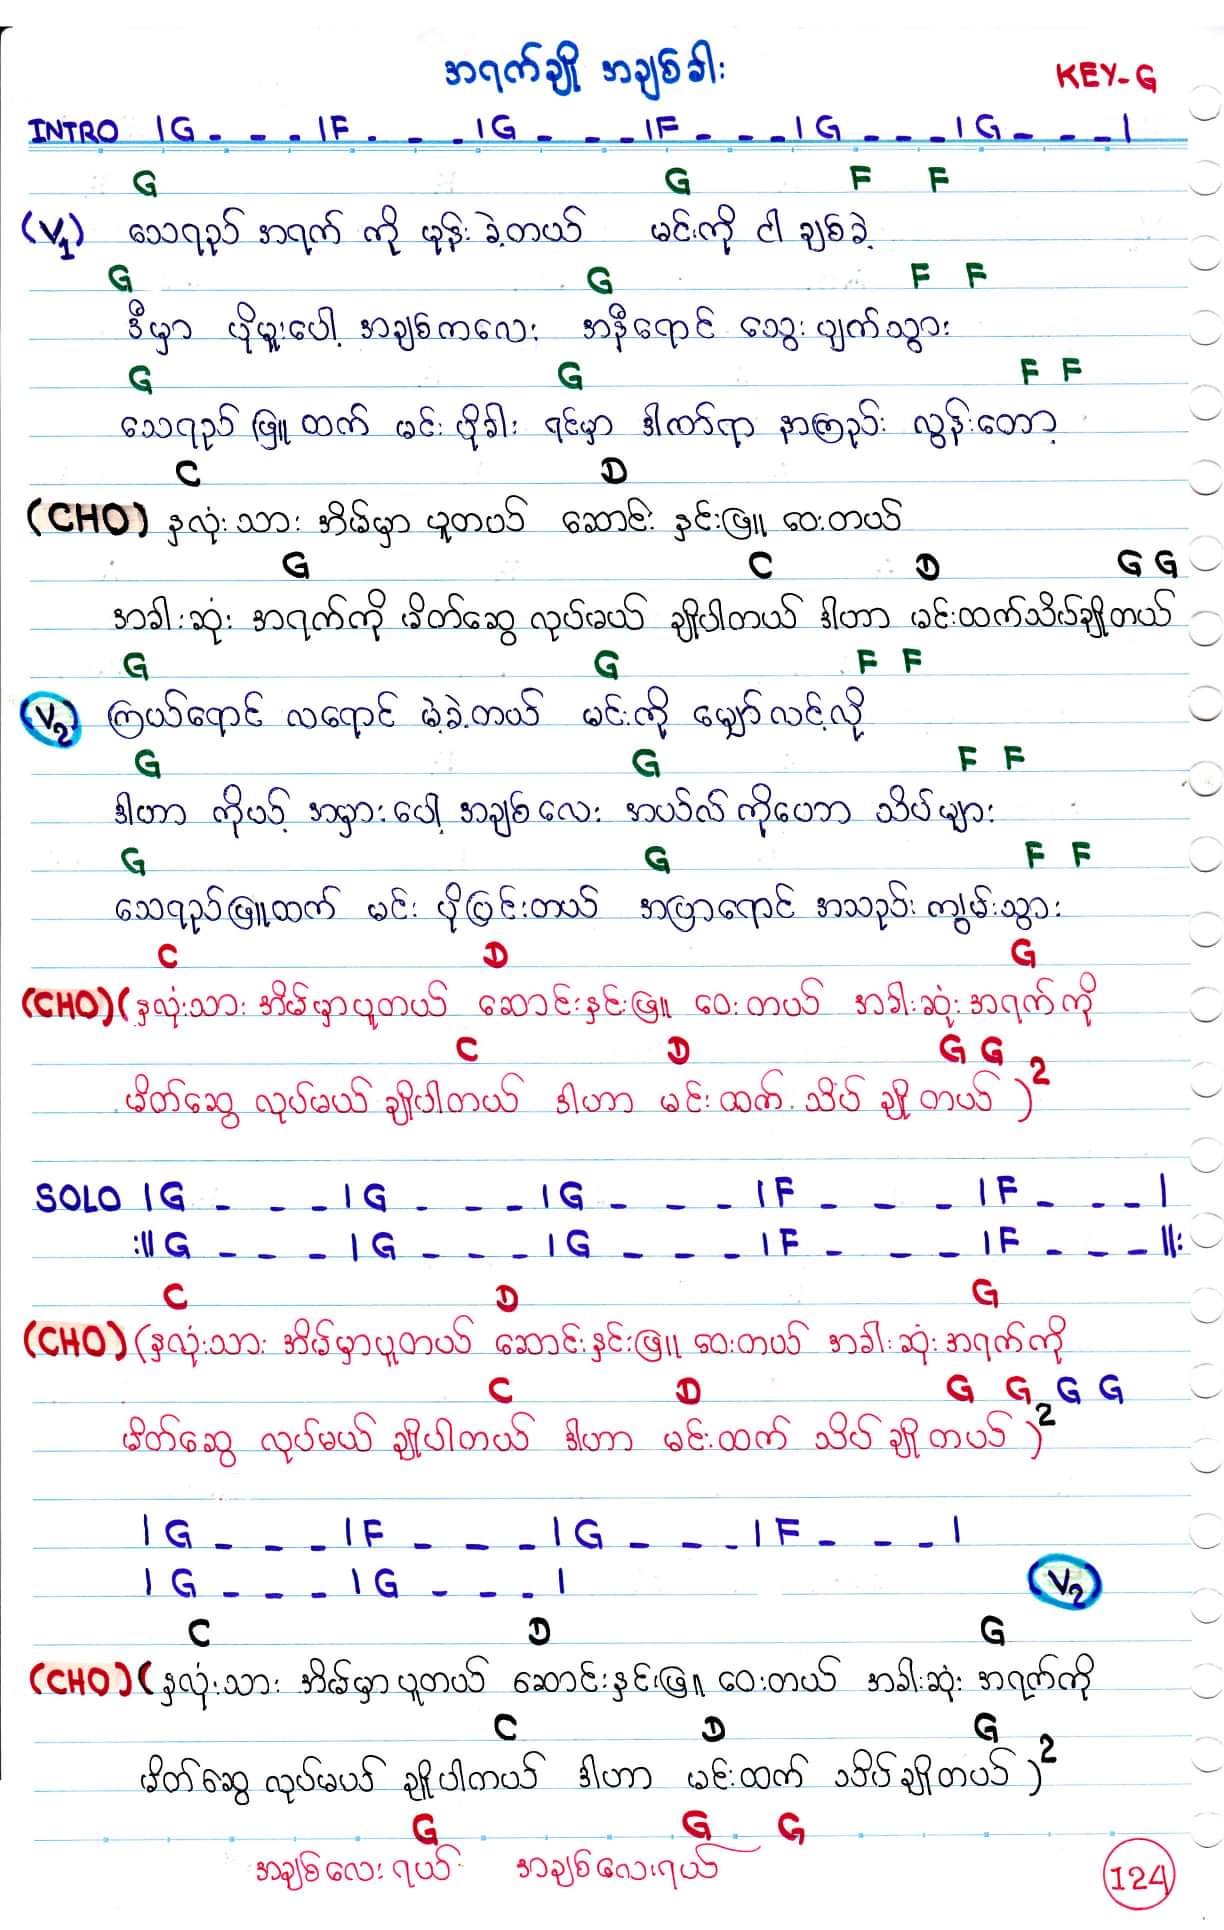 အရက်ချို အချစ်ခါး
KEY-G
INTRO |G - - - |F - - - |G - - - |F - - - |G - - - |G - - - |
G G F F
(V1) သေရည် အရက် ကို မုန်း ခဲ့တယ် မင်းကို ငါ ချစ်ခဲ့
G G F F
ဒီမှာ ပိုမူးပေါ့ အချစ်ကလေး အနီရောင် သွေး ပျက်သွား
G G F F
သေရည် ဖြူ ထက် မင်း ပိုခါး ရင်မှာ ဒါဏ်ရာ နာကြည်း လွန်းတော့
C D
(CHO) နှလုံး သား အိမ်မှာ ယူတယ် ဆောင်း နှင်းဖြူ ဝေးတယ်
G C D G G
အခါးဆုံး အရက်ကို မိတ်ဆွေ လုပ်မယ် ချိုပါတယ် ဒါဟာ မင်းထက်သိပ်ချိုတယ်
G G F F
V2 ကြယ်ရောင် လရောင် မဲ့ခဲ့တယ် မင်းကို မျှော်လင့်လို့
G G F F
ဒါဟာ ကိုယ့် အမှားပေါ့ အချစ်လေး အယ်လ်ကိုဟော သိပ်များ
G G F F
သေရည်ဖြူထက် မင်း ပိုပြင်းတယ် အပြာရောင် အသည်း ကျွမ်းသွား
C D G
(CHO) (နှလုံးသား အိမ်မှာယူတယ် ဆောင်းနှင်းဖြူ ဝေးတယ် အခါးဆုံး အရက်ကို
C D G G
မိတ်ဆွေ လုပ်မယ် ချိုပါတယ် ဒါဟာ မင်းထက် သိပ် ချို တယ် )2
SOLO |G - - - |G - - - |G - - - |F - - - |F - - - |
:||G - - - |G - - - |G - - - |F - - - |F - - - ||:
C D G
(CHO) (နှလုံးသား အိမ်မှာယူတယ် ဆောင်းနှင်းဖြူ ဝေးတယ် အခါးဆုံး အရက်ကို
C D G G G G
မိတ်ဆွေ လုပ်မယ် ချိုပါတယ် ဒါဟာ မင်းထက် သိပ် ချို တယ် )2
|G - - - |F - - - |G - - - |F - - - |
|G - - - |G - - - |
V2
C D G
(CHO) (နှလုံးသား အိမ်မှာယူတယ် ဆောင်းနှင်းဖြူ ဝေးတယ် အခါးဆုံး အရက်ကို
C D G
မိတ်ဆွေ လုပ်မယ် ချိုပါတယ် ဒါဟာ မင်းထက် သိပ်ချိုတယ် )2
G G G
အချစ်လေးရယ် အချစ်လေးရယ်
124